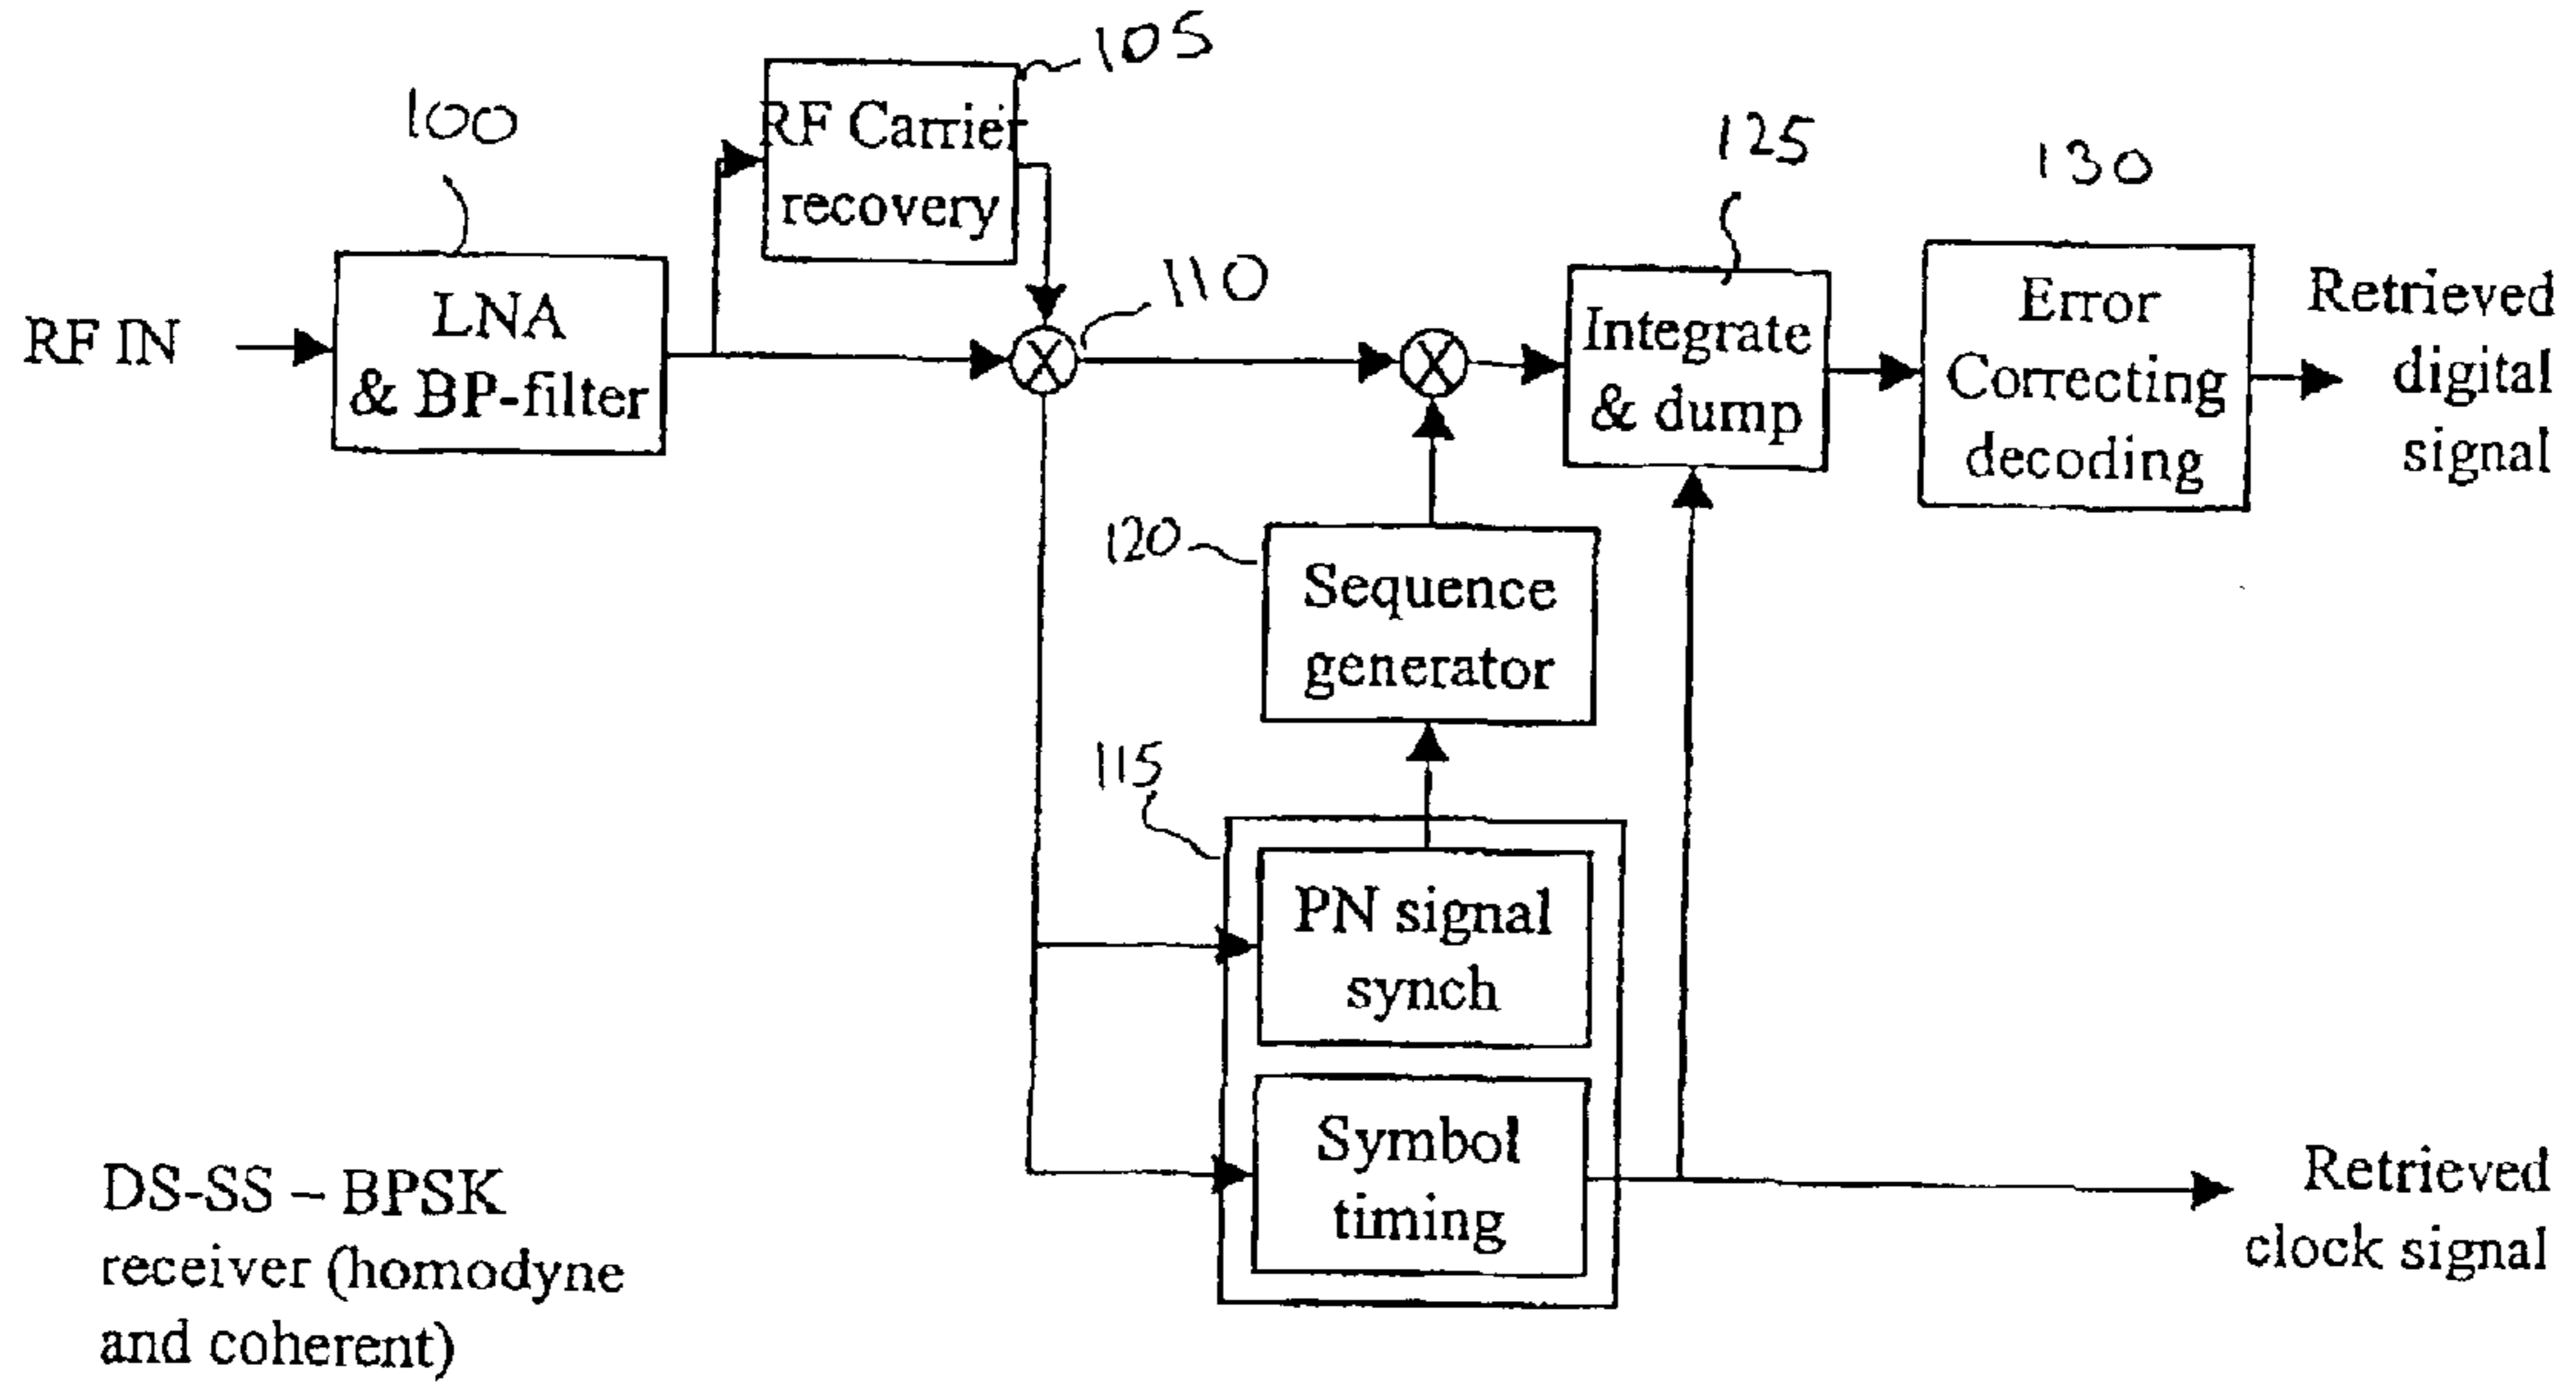 105
100
RF Carrier
recovery
125
130
110
RF IN
LNA
& BP-filter
Integrate
& dump
Error
Correcting
decoding
Retrieved
digital
signal
120
Sequence
generator
115
PN signal
synch
Symbol
timing
Retrieved
clock signal
DS-SS – BPSK
receiver (homodyne
and coherent)